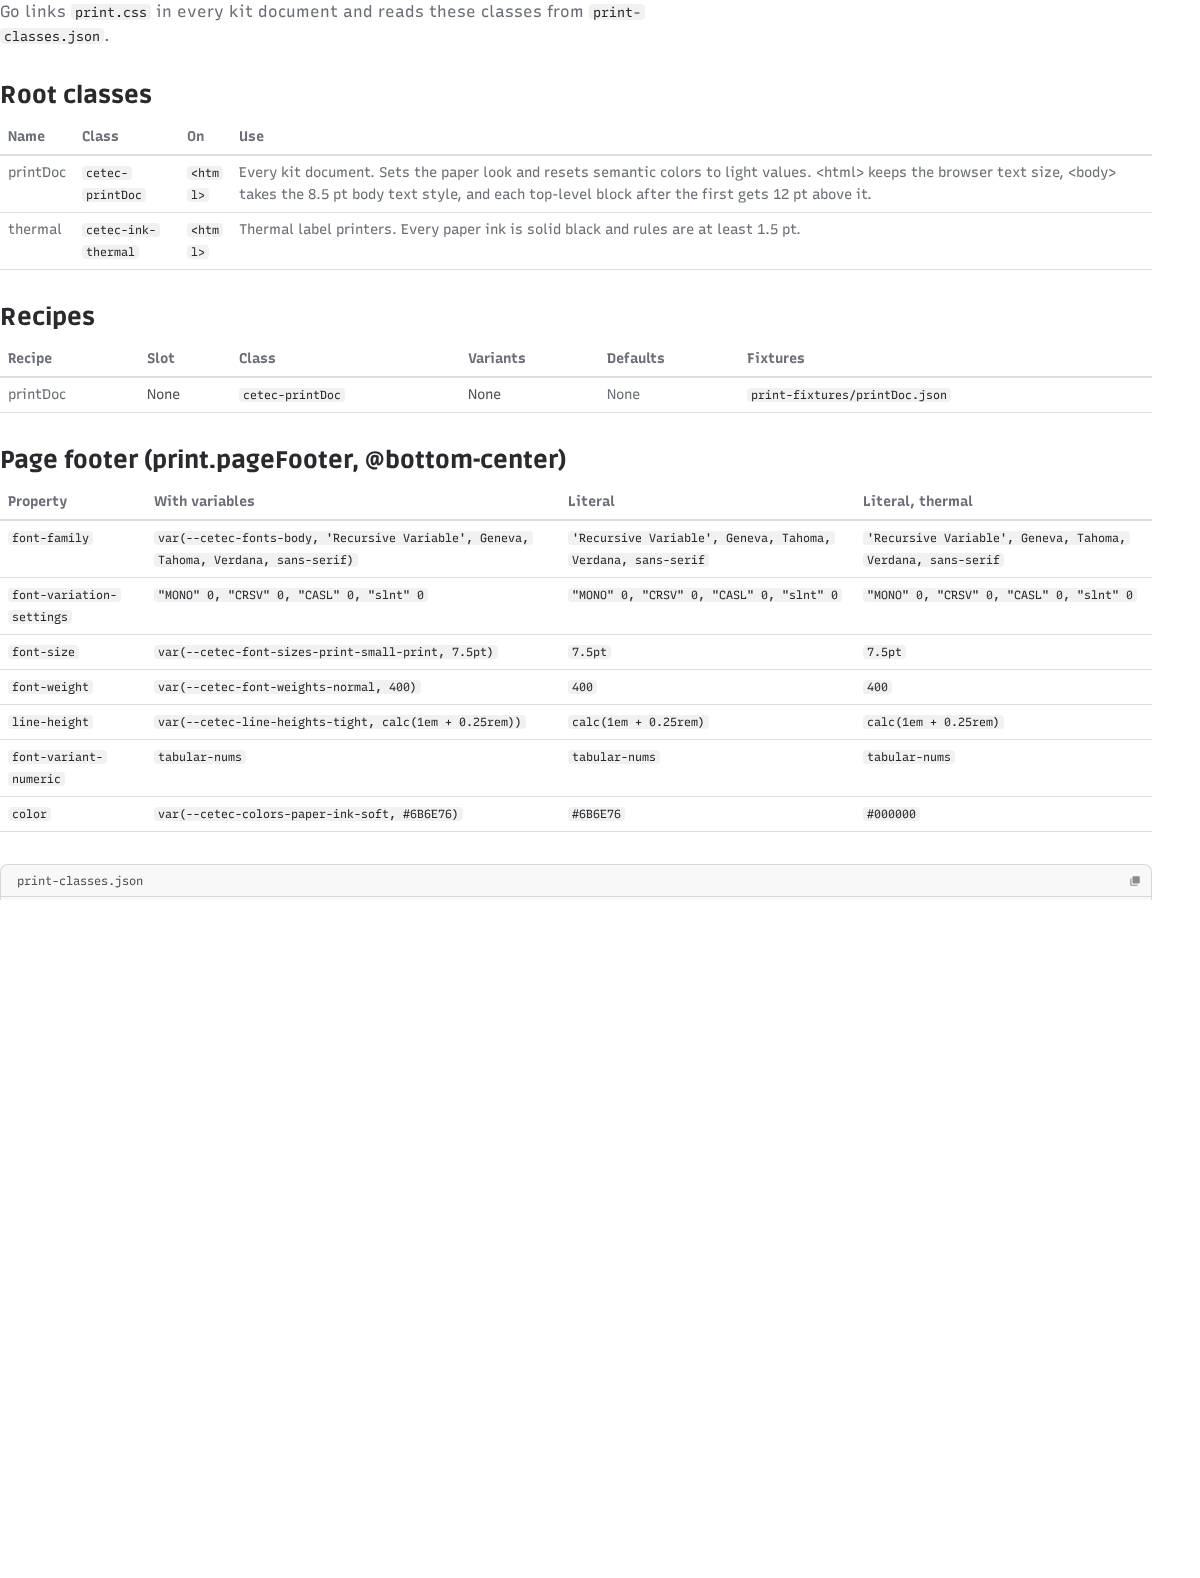 Go links print.css in every kit document and reads these classes from print-
classes.json.
Root classes
Name Class On Use
printDoc cetec- <htm Every kit document. Sets the paper look and resets semantic colors to light values. <html> keeps the browser text size, <body>
printDoc l> takes the 8.5 pt body text style, and each top-level block after the first gets 12 pt above it.
thermal cetec-ink- <htm Thermal label printers. Every paper ink is solid black and rules are at least 1.5 pt.
thermal l>
Recipes
Recipe Slot Class Variants Defaults Fixtures
printDoc None cetec-printDoc None None print-fixtures/printDoc.json
Page footer (print.pageFooter, @bottom-center)
Property With variables Literal Literal, thermal
font-family var(--cetec-fonts-body, 'Recursive Variable', Geneva, 'Recursive Variable', Geneva, Tahoma, 'Recursive Variable', Geneva, Tahoma,
Tahoma, Verdana, sans-serif) Verdana, sans-serif Verdana, sans-serif
font-variation- "MONO" 0, "CRSV" 0, "CASL" 0, "slnt" 0 "MONO" 0, "CRSV" 0, "CASL" 0, "slnt" 0 "MONO" 0, "CRSV" 0, "CASL" 0, "slnt" 0
settings
font-size var(--cetec-font-sizes-print-small-print, 7.5pt) 7.5pt 7.5pt
font-weight var(--cetec-font-weights-normal, 400) 400 400
line-height var(--cetec-line-heights-tight, calc(1em + 0.25rem)) calc(1em + 0.25rem) calc(1em + 0.25rem)
font-variant- tabular-nums tabular-nums tabular-nums
numeric
color var(--cetec-colors-paper-ink-soft, #6B6E76) #6B6E76 #000000
print-classes.json